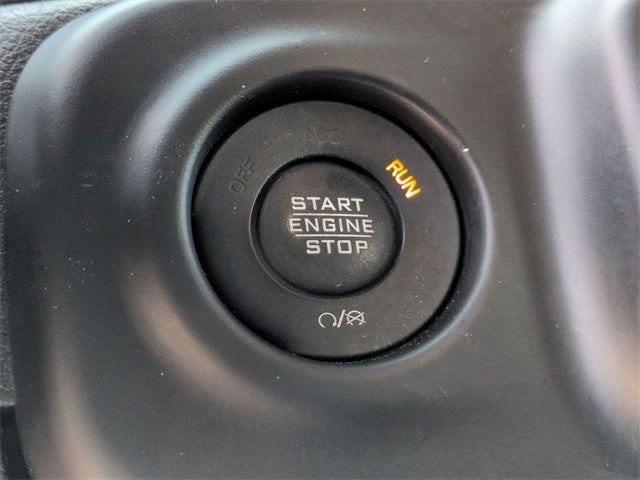 OFF
ACC
RUN
START
ENGINE
STOP